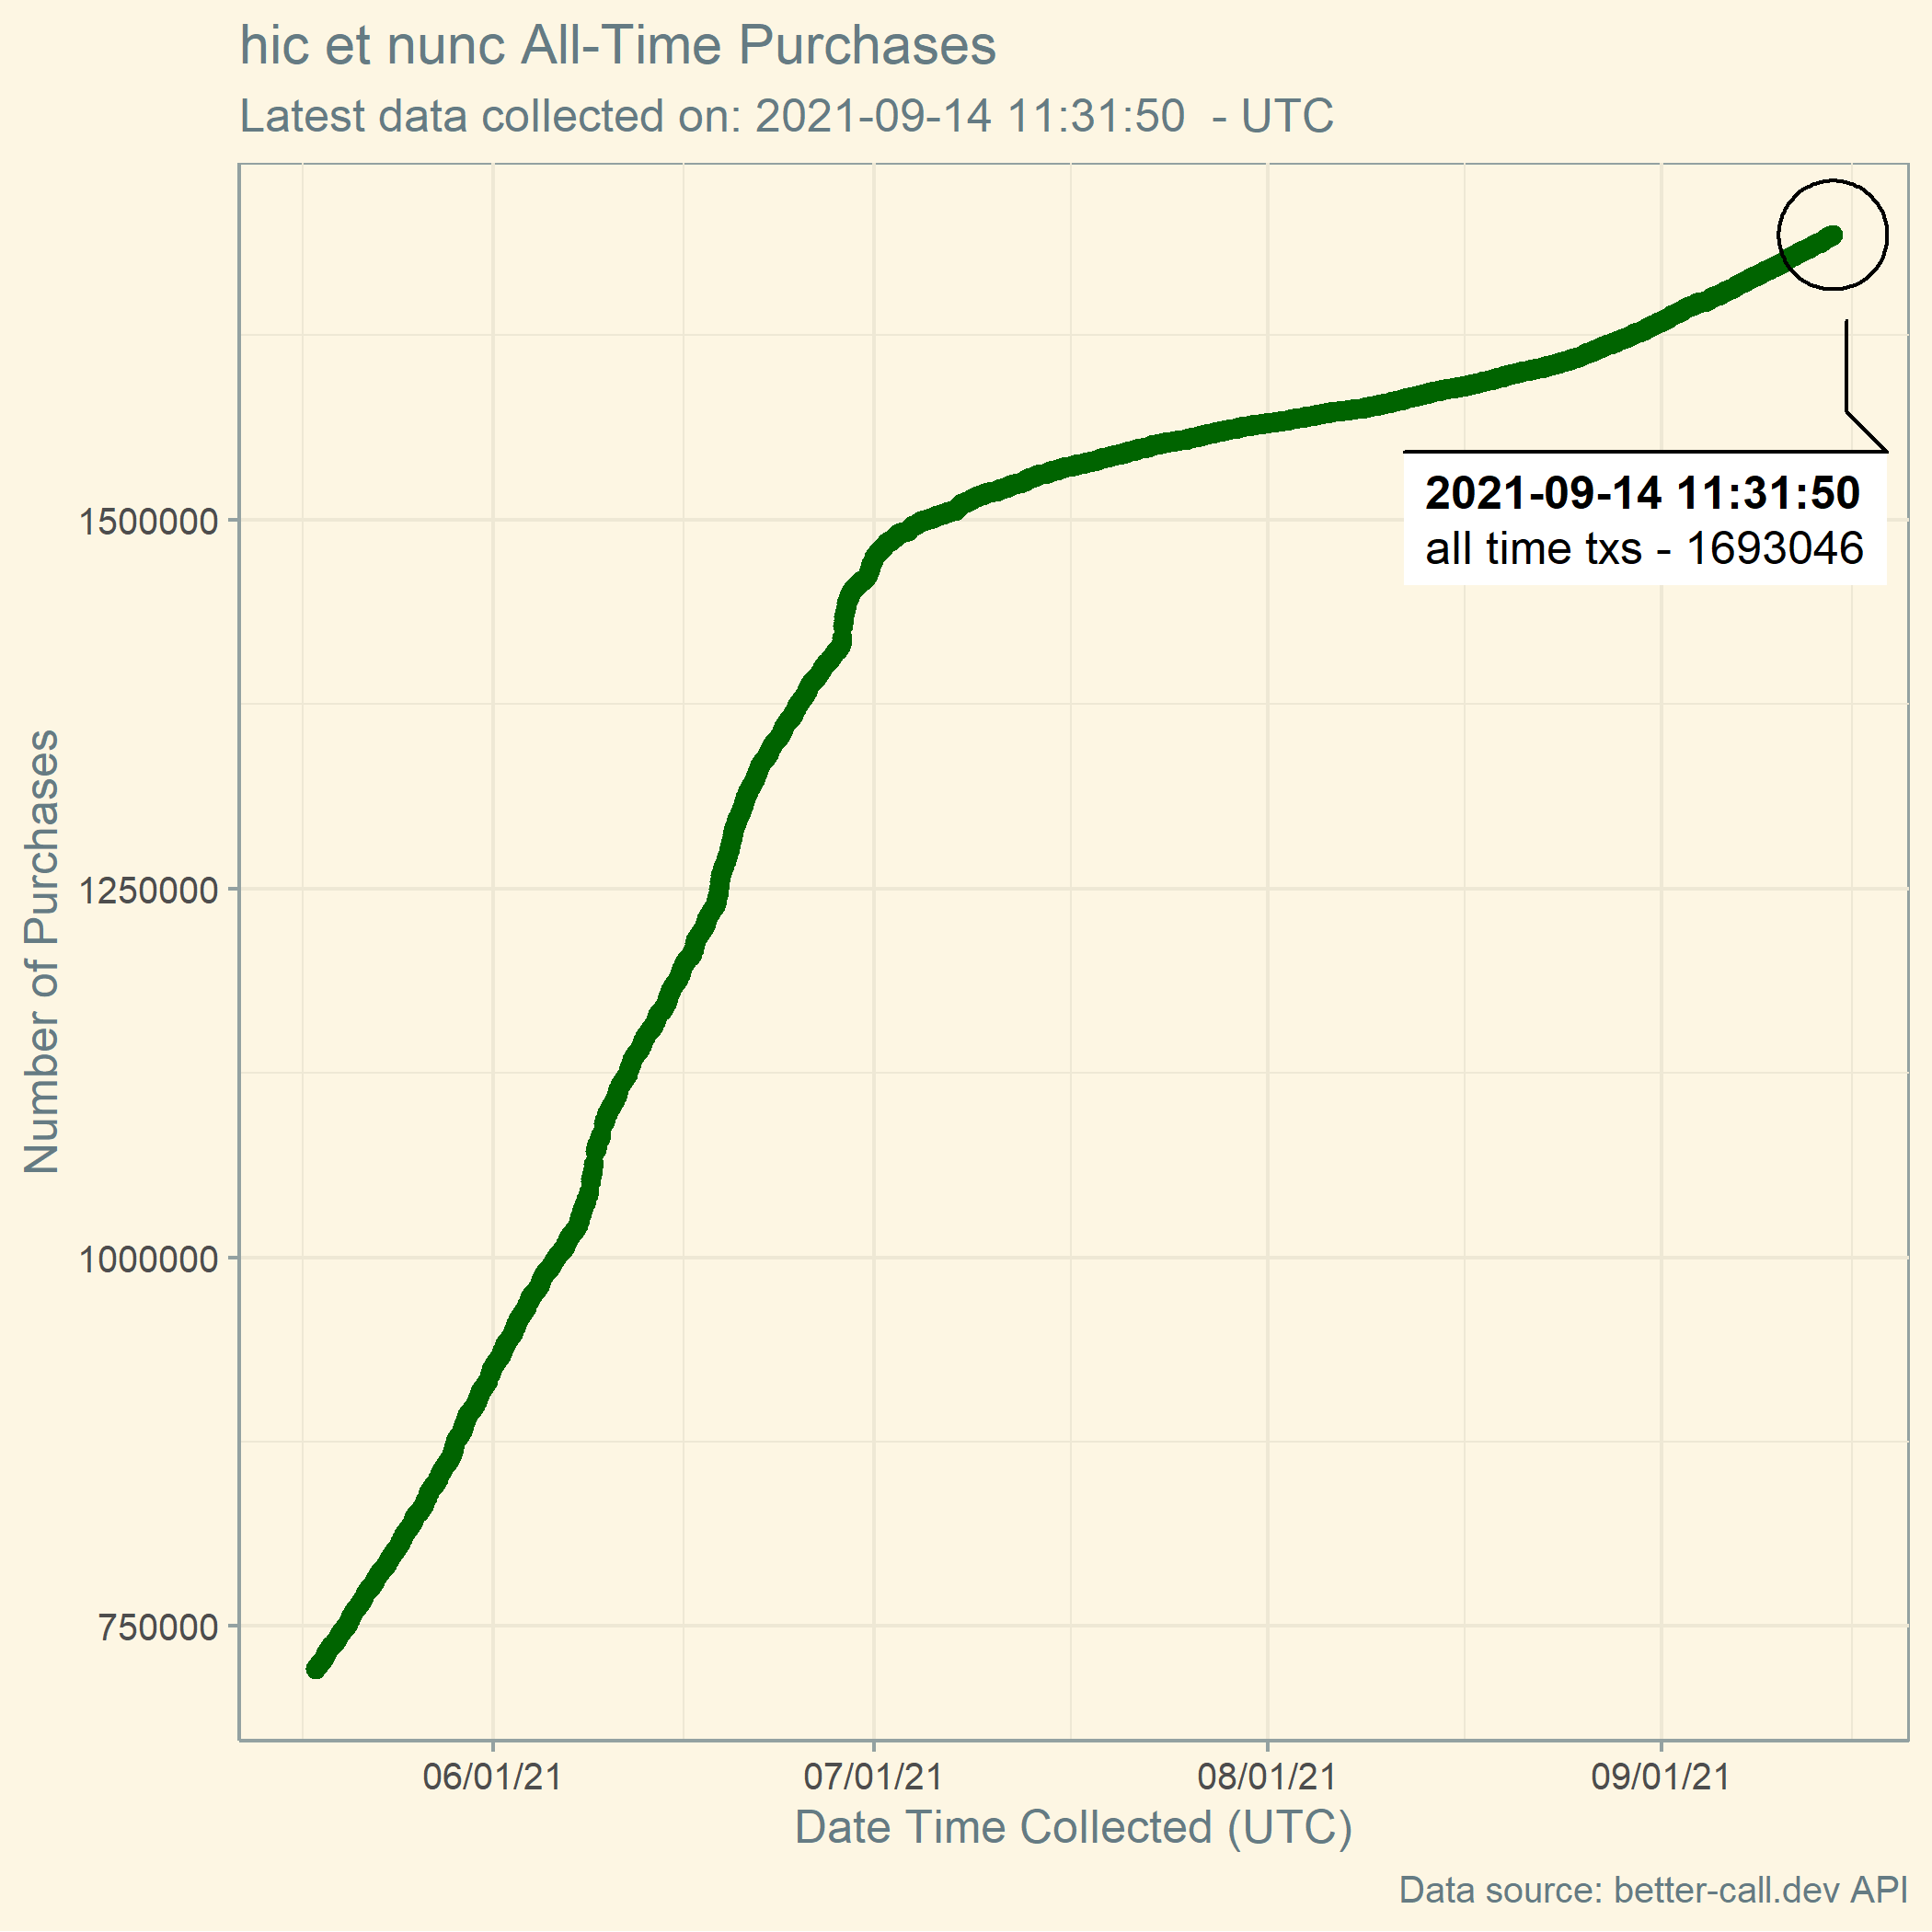 hic et nunc All-Time Purchases
Latest data collected on: 2021-09-14 11:31:50  - UTC
2021-09-14 11:31:50
all time txs - 1693046
Number of Purchases
1500000
1250000
1000000
750000
06/01/21 07/01/21 08/01/21 09/01/21
Date Time Collected (UTC)
Data source: better-call.dev API